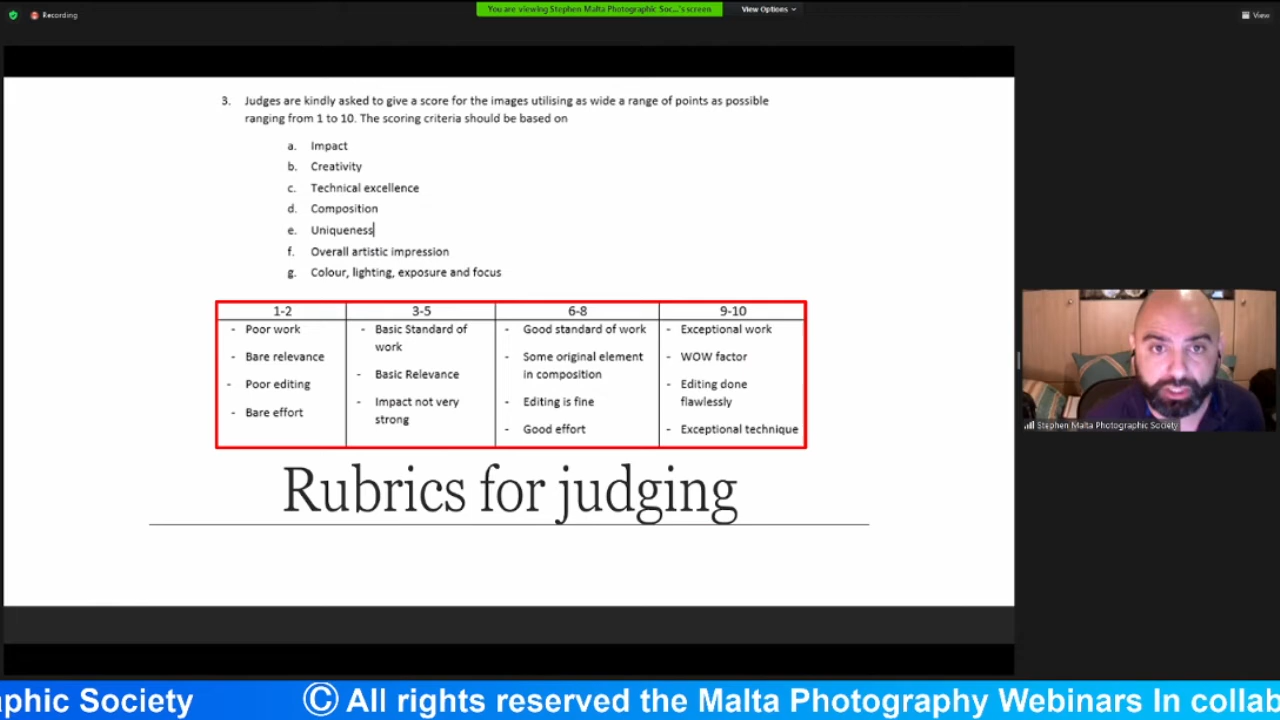 Recording
You are viewing Stephen Malta Photographic Soc...'s screen
View Options
View
3. Judges are kindly asked to give a score for the images utilising as wide a range of points as possible
ranging from 1 to 10. The scoring criteria should be based on
a. Impact
b. Creativity
c. Technical excellence
d. Composition
e. Uniqueness
f. Overall artistic impression
g. Colour, lighting, exposure and focus
1-2
- Poor work
- Bare relevance
- Poor editing
- Bare effort
3-5
- Basic Standard of
work
- Basic Relevance
- Impact not very
strong
6-8
- Good standard of work
- Some original element
in composition
- Editing is fine
- Good effort
9-10
- Exceptional work
- WOW factor
- Editing done
flawlessly
- Exceptional technique
Rubrics for judging
Stephen Malta Photographic Society
aphic Society © All rights reserved the Malta Photography Webinars In collab